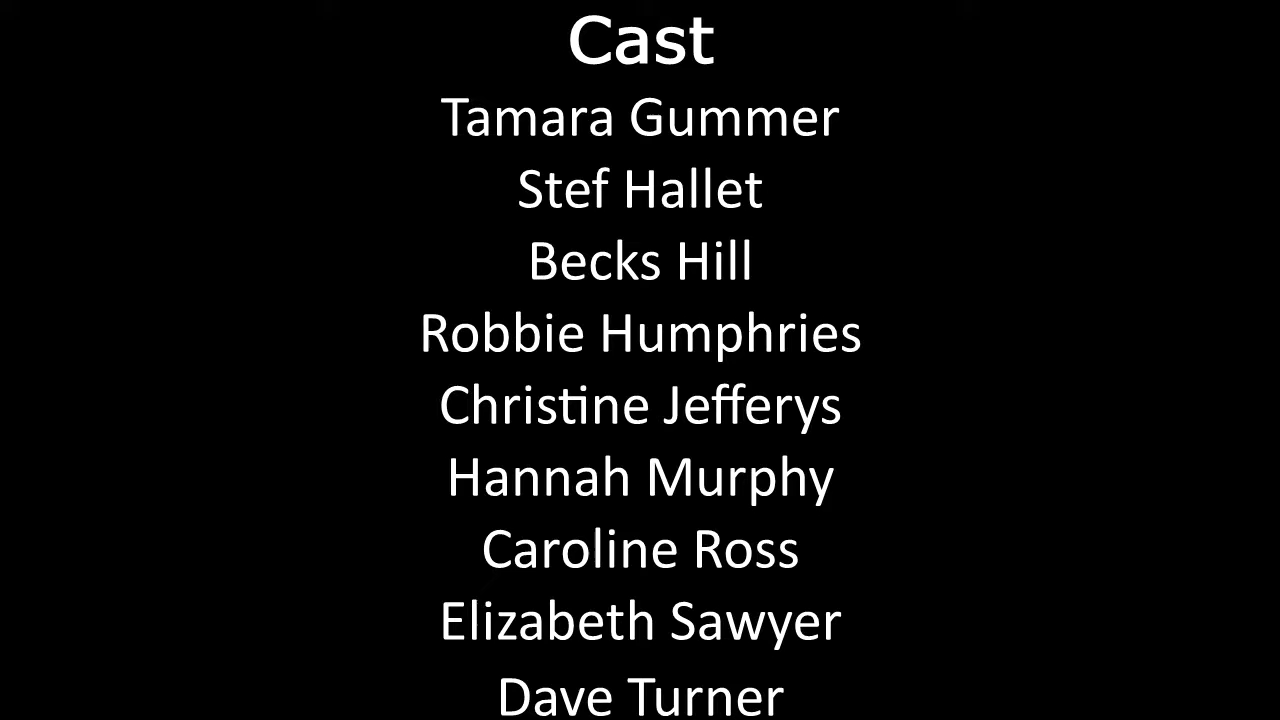 Cast
Tamara Gummer
Stef Hallet
Becks Hill
Robbie Humphries
Christine Jefferys
Hannah Murphy
Caroline Ross
Elizabeth Sawyer
Dave Turner